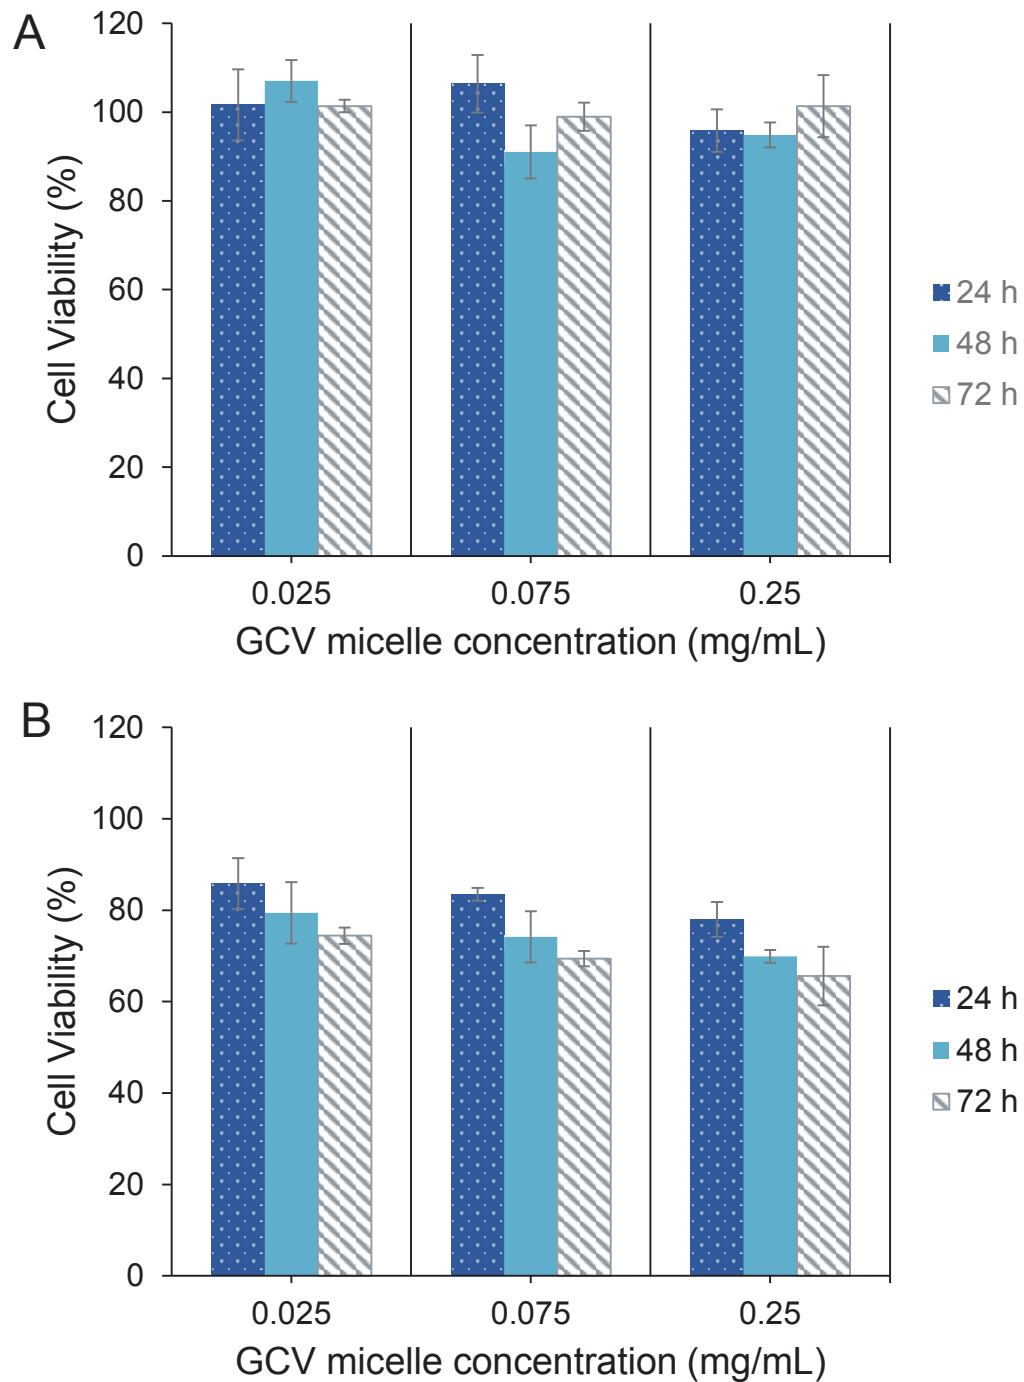 A
120
100
80
60
40
20
0
Cell Viability (%)
0.025 0.075 0.25
GCV micelle concentration (mg/mL)
24 h
48 h
72 h
B
120
100
80
60
40
20
0
Cell Viability (%)
0.025 0.075 0.25
GCV micelle concentration (mg/mL)
24 h
48 h
72 h